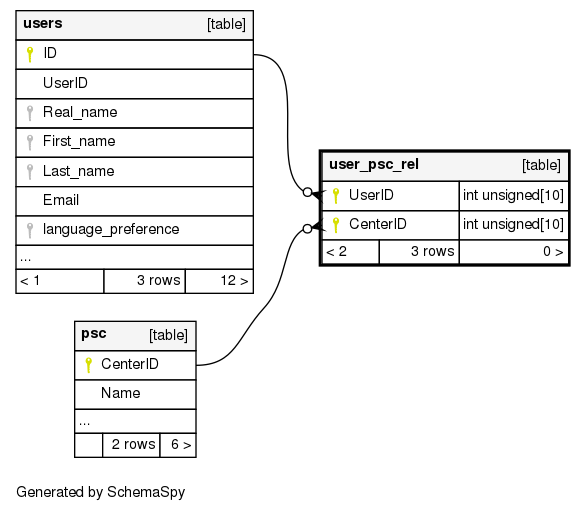 users [table]
ID
UserID
Real_name
First_name
Last_name
Email
language_preference
...
< 1 3 rows 12 >
user_psc_rel [table]
UserID int unsigned[10]
CenterID int unsigned[10]
< 2 3 rows 0 >
psc [table]
CenterID
Name
...
2 rows 6 >
Generated by SchemaSpy